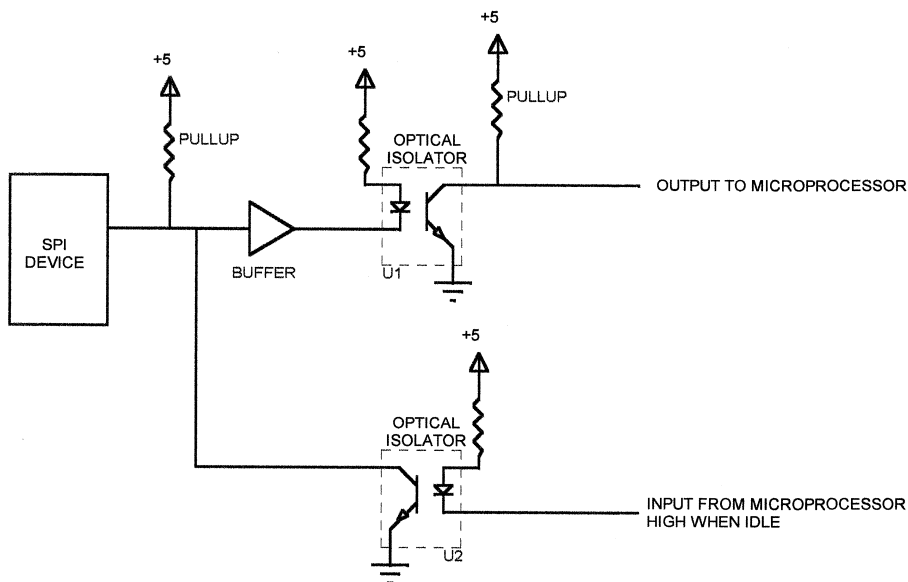 +5
+5
+5
PULLUP
PULLUP
OPTICAL
ISOLATOR
OUTPUT TO MICROPROCESSOR
SPI
DEVICE
BUFFER
U1
+5
OPTICAL
ISOLATOR
INPUT FROM MICROPROCESSOR
HIGH WHEN IDLE
U2